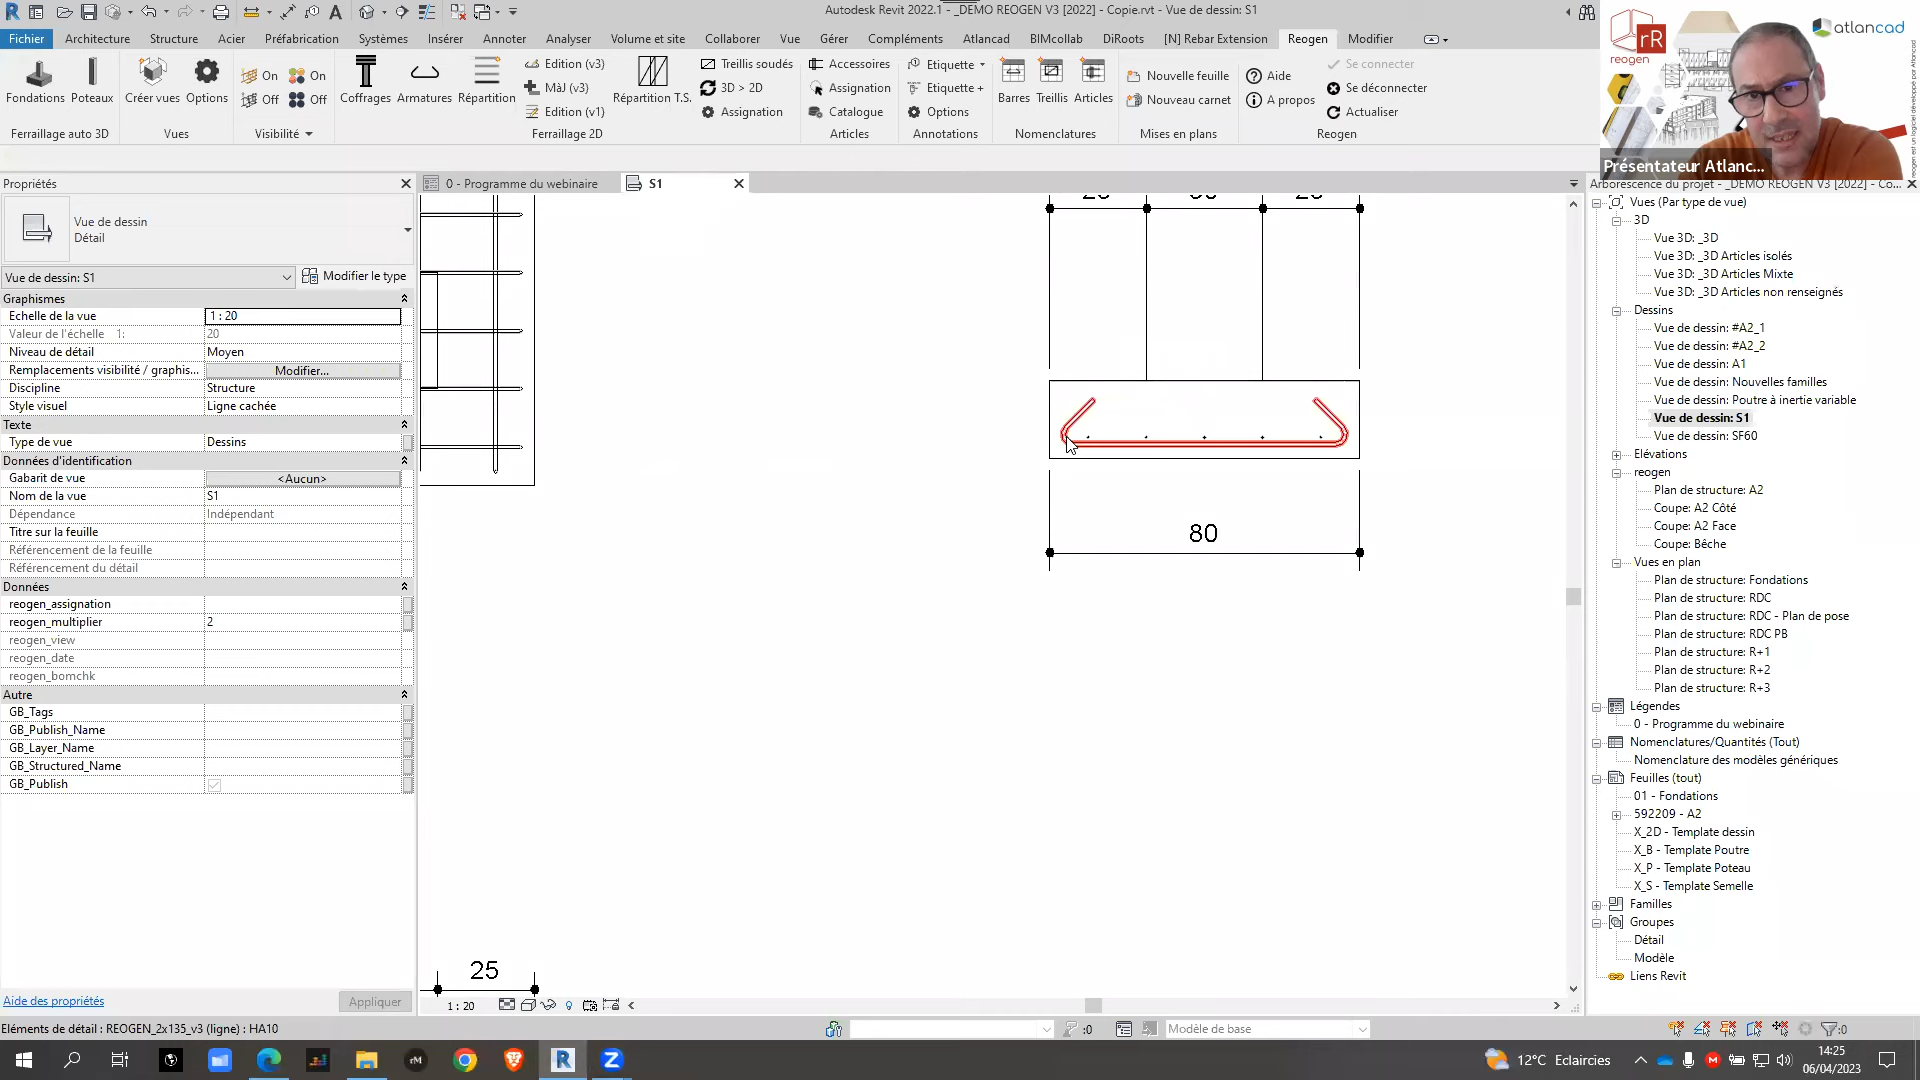 Autodesk Revit 2022.1 - _DEMO REOGEN V3 [2022] - Copie.rvt - Vue de dessin: S1
Fichier Architecture Structure Acier Préfabrication Systèmes Insérer Annoter Analyser Volume et site Collaborer Vue Gérer Compléments Atlancad BIMcollab DiRoots [N] Rebar Extension Reogen Modifier
Fondations Poteaux Créer vues Options On On Off Off Coffrages Armatures Répartition Edition (v3) MàJ (v3) Edition (v1) Répartition T.S. Treillis soudés 3D > 2D Assignation Accessoires Assignation Catalogue Etiquette Etiquette + Options Barres Treillis Articles Nouvelle feuille Nouveau carnet Aide A propos Se connecter Se déconnecter Actualiser
Ferraillage auto 3D Vues Visibilité Ferraillage 2D Articles Annotations Nomenclatures Mises en plans Reogen
rR
reogen
atlancad
Présentateur Atlanc...
Propriétés
0 - Programme du webinaire S1
Vue de dessin
Détail
Vue de dessin: S1 Modifier le type
Graphismes
Echelle de la vue 1 : 20
Valeur de l'échelle 1: 20
Niveau de détail Moyen
Remplacements visibilité / graphis... Modifier...
Discipline Structure
Style visuel Ligne cachée
Texte
Type de vue Dessins
Données d'identification
Gabarit de vue <Aucun>
Nom de la vue S1
Dépendance Indépendant
Titre sur la feuille
Référencement de la feuille
Référencement du détail
Données
reogen_assignation
reogen_multiplier 2
reogen_view
reogen_date
reogen_bomchk
Autre
GB_Tags
GB_Publish_Name
GB_Layer_Name
GB_Structured_Name
GB_Publish
Aide des propriétés Appliquer
80
25
1 : 20
Arborescence du projet - _DEMO REOGEN V3 [2022] - Co...
Vues (Par type de vue)
3D
Vue 3D: _3D
Vue 3D: _3D Articles isolés
Vue 3D: _3D Articles Mixte
Vue 3D: _3D Articles non renseignés
Dessins
Vue de dessin: #A2_1
Vue de dessin: #A2_2
Vue de dessin: A1
Vue de dessin: Nouvelles familles
Vue de dessin: Poutre à inertie variable
Vue de dessin: S1
Vue de dessin: SF60
Elévations
reogen
Plan de structure: A2
Coupe: A2 Côté
Coupe: A2 Face
Coupe: Bêche
Vues en plan
Plan de structure: Fondations
Plan de structure: RDC
Plan de structure: RDC - Plan de pose
Plan de structure: RDC PB
Plan de structure: R+1
Plan de structure: R+2
Plan de structure: R+3
Légendes
0 - Programme du webinaire
Nomenclatures/Quantités (Tout)
Nomenclature des modèles génériques
Feuilles (tout)
01 - Fondations
592209 - A2
X_2D - Template dessin
X_B - Template Poutre
X_P - Template Poteau
X_S - Template Semelle
Familles
Groupes
Détail
Modèle
Liens Revit
Eléments de détail : REOGEN_2x135_v3 (ligne) : HA10 :0 Modèle de base :0
12°C Eclaircies
14:25
06/04/2023